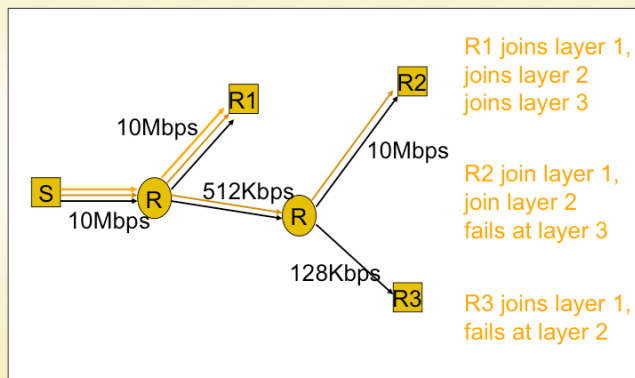 R1 joins layer 1,
joins layer 2
joins layer 3
R2
R1
10Mbps
10Mbps
R2 join layer 1,
join layer 2
fails at layer 3
S
R
512Kbps
10Mbps
R
128Kbps
R3
R3 joins layer 1,
fails at layer 2